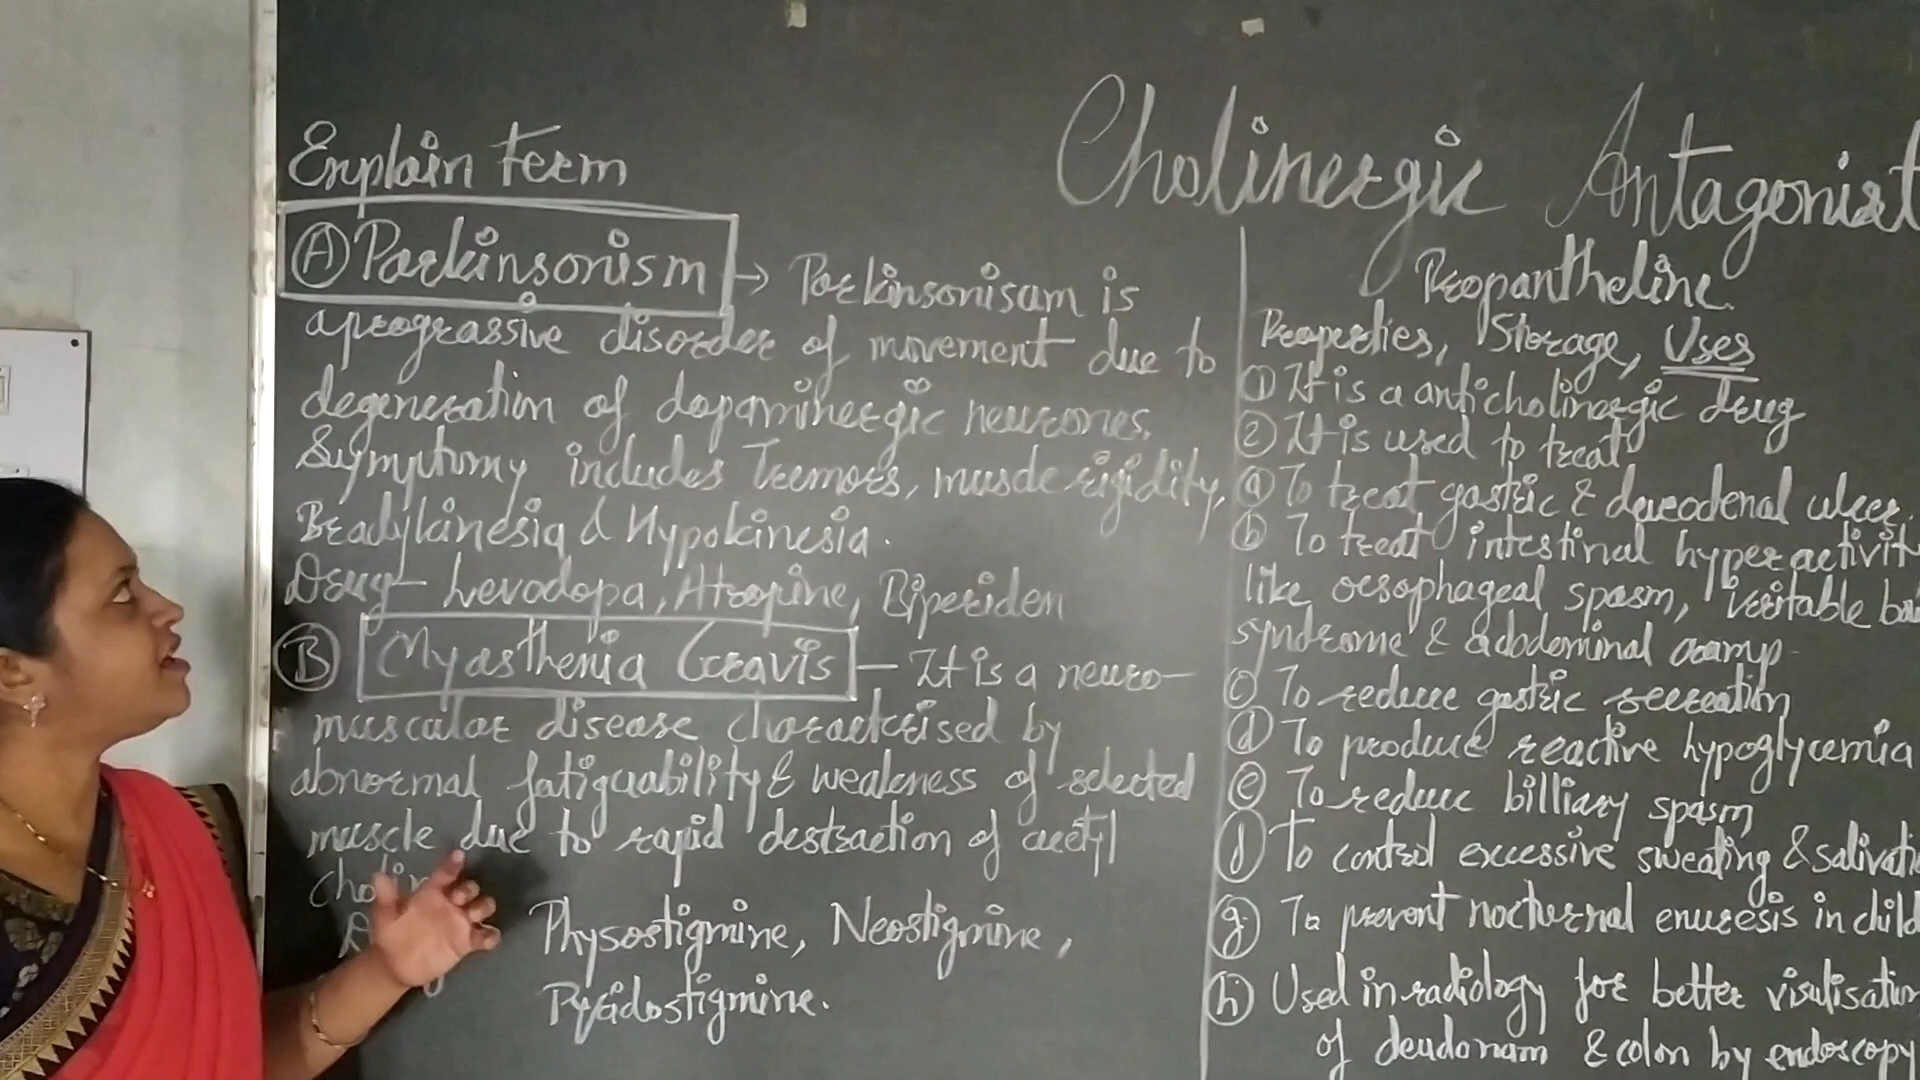 Explain term
Cholinergic Antagonist
(A) Parkinsonism → Parkinsonisam is
a prograssive disorder of movement due to
degeneration of dopaminergic neurones.
Symptomy includes Tremors, muscle rigidity,
Bradykinesia & Hypokinesia.
Drug - Levodopa, Atropine, Biperiden
(B) Myasthenia Gravis - It is a neuro-
muscular disease characterised by
abnormal fatiguability & weakness of selected
muscle due to rapid destraction of acetyl
Physostigmine, Neostigmine,
Pyridostigmine.
Propantheline
Properties, Storage, Uses
(1) It is a anticholinergic drug
(2) It is used to treat
(a) To treat gastric & deuodenal ulcer.
(b) To treat intestinal hyperactivit
like oesophageal spasm, irritable
syndrome & adodominal cramp
(c) To reduce gastric secreation
(d) To produce reactive hypoglycemia
(e) To reduce billiary spasm
(f) To control excessive sweating & salivati
(g) To prevent nocturnal enuresis in child
(h) Used in radiology for better visulisation
of deudonam & colon by endoscopy